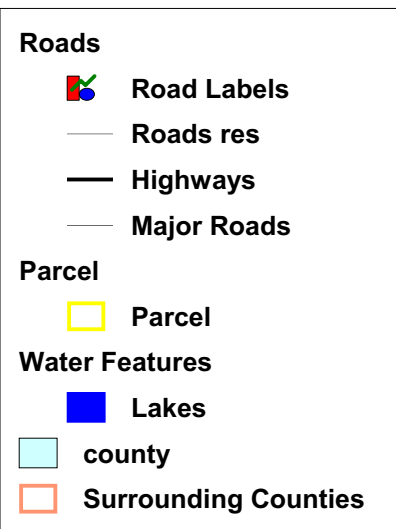 Roads
Road Labels
Roads res
Highways
Major Roads
Parcel
Parcel
Water Features
Lakes
county
Surrounding Counties